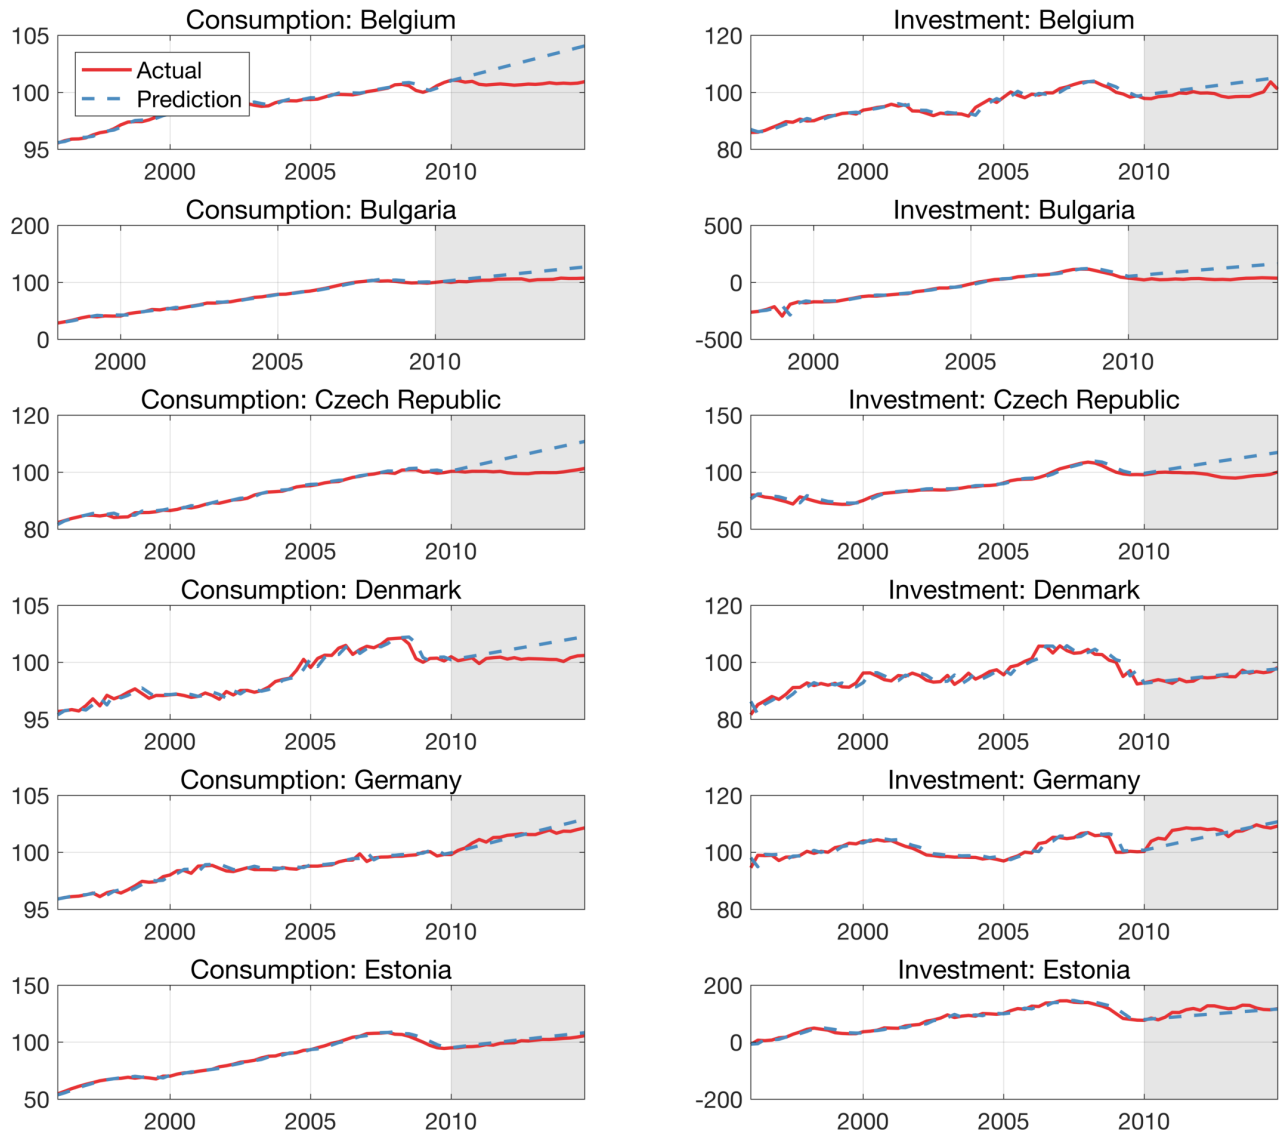 Consumption: Belgium
105
100
95
Actual
Prediction
2000 2005 2010
Investment: Belgium
120
100
80
2000 2005 2010
Consumption: Bulgaria
200
100
0
2000 2005 2010
Investment: Bulgaria
500
0
-500
2000 2005 2010
Consumption: Czech Republic
120
100
80
2000 2005 2010
Investment: Czech Republic
150
100
50
2000 2005 2010
Consumption: Denmark
105
100
95
2000 2005 2010
Investment: Denmark
120
100
80
2000 2005 2010
Consumption: Germany
105
100
95
2000 2005 2010
Investment: Germany
120
100
80
2000 2005 2010
Consumption: Estonia
150
100
50
2000 2005 2010
Investment: Estonia
200
0
-200
2000 2005 2010